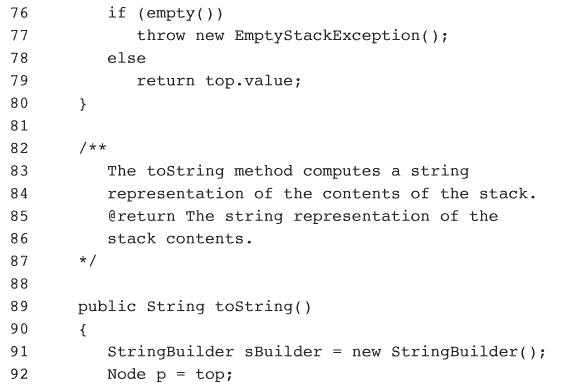 76 if (empty())
77 throw new EmptyStackException();
78 else
79 return top.value;
80 }
81
82 /**
83 The toString method computes a string
84 representation of the contents of the stack.
85 @return The string representation of the
86 stack contents.
87 */
88
89 public String toString()
90 {
91 StringBuilder sBuilder = new StringBuilder();
92 Node p = top;